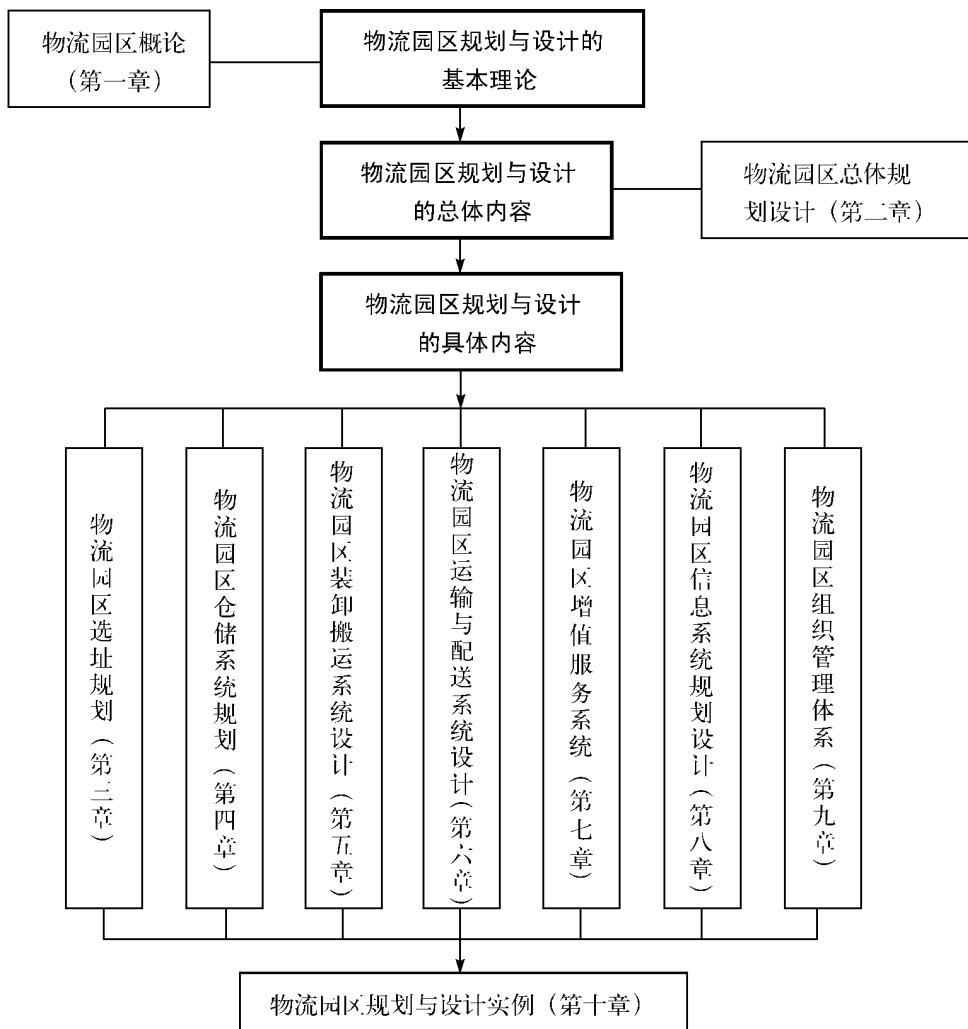 物流园区概论
（第一章）
物流园区规划与设计的
基本理论
物流园区规划与设计
的总体内容
物流园区总体规
划设计（第二章）
物流园区规划与设计
的具体内容
物流园区选址规划（第三章）
物流园区仓储系统规划（第四章）
物流园区装卸搬运系统设计（第五章）
物流园区运输与配送系统设计（第六章）
物流园区增值服务系统（第七章）
物流园区信息系统规划设计（第八章）
物流园区组织管理体系（第九章）
物流园区规划与设计实例（第十章）